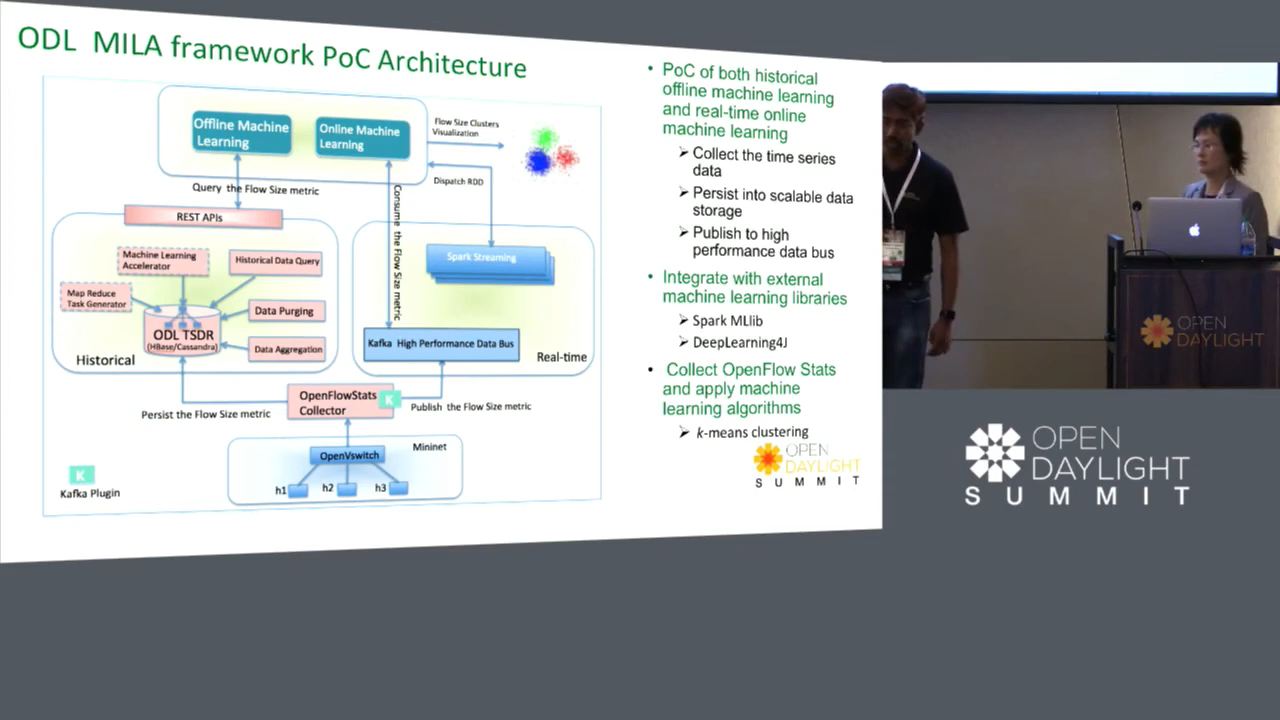 ODL MILA framework PoC Architecture
Offline Machine
Learning
Online Machine
Learning
Flow Size Clusters
Visualization
Query the Flow Size metric
Dispatch RDD
REST APIs
Consume the Flow Size metric
Machine Learning
Accelerator
Historical Data Query
Spark Streaming
Map Reduce
Task Generator
Data Purging
ODL TSDR
(HBase/Cassandra)
Data Aggregation
Historical
Kafka High Performance Data Bus
Real-time
OpenFlowStats
Collector
K
Persist the Flow Size metric
Publish the Flow Size metric
Mininet
OpenVswitch
h1
h2
h3
K
Kafka Plugin
• PoC of both historical
offline machine learning
and real-time online
machine learning
➢ Collect the time series
data
➢ Persist into scalable data
storage
➢ Publish to high
performance data bus
• Integrate with external
machine learning libraries
➢ Spark MLlib
➢ DeepLearning4J
• Collect OpenFlow Stats
and apply machine
learning algorithms
➢ k-means clustering
OPEN
DAYLIGHT
SUMMIT
OPEN
DAYLIGHT
OPEN
DAYLIGHT
SUMMIT